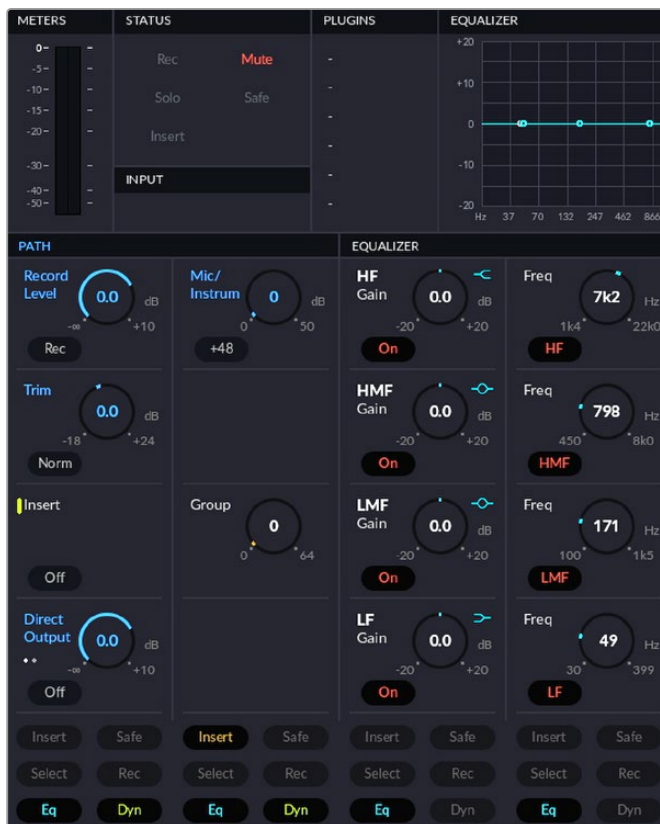 METERS STATUS PLUGINS EQUALIZER
0- -
-5- -
-10- -
-15- -
-20- -
-30- -
-40- -
-50- -
Rec Mute
Solo Safe
Insert
INPUT
-
-
-
-
-
-
+20
+10
0
-10
-20
Hz 37 70 132 247 462 866
PATH EQUALIZER
Record
Level
0.0 dB
-∞ +10
Rec
Mic/
Instrum
0 dB
0 50
+48
HF
Gain
0.0 dB
-20 +20
On
Freq
7k2 Hz
1k4 22k0
HF
Trim
0.0 dB
-18 +24
Norm
HMF
Gain
0.0 dB
-20 +20
On
Freq
798 Hz
450 8k0
HMF
Insert
Off
Group
0
0 64
LMF
Gain
0.0 dB
-20 +20
On
Freq
171 Hz
100 1k5
LMF
Direct
Output
0.0 dB
-∞ +10
Off
LF
Gain
0.0 dB
-20 +20
On
Freq
49 Hz
30 399
LF
Insert Safe Insert Safe Insert Safe Insert Safe
Select Rec Select Rec Select Rec Select Rec
Eq Dyn Eq Dyn Eq Dyn Eq Dyn